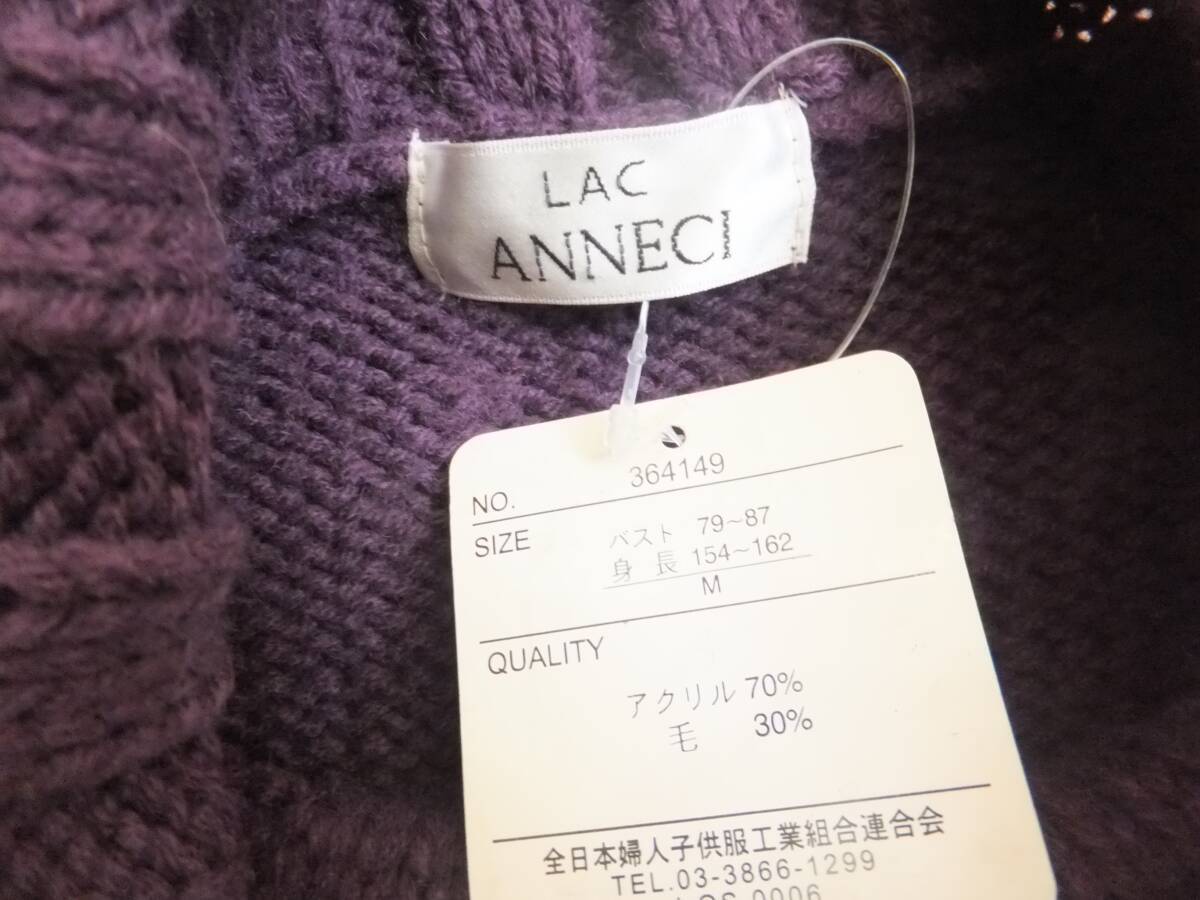 LAC
ANNECI
NO. 364149
SIZE バスト 79~87
身 長 154~162
M
QUALITY
アクリル 70%
毛 30%
全日本婦人子供服工業組合連合会
TEL.03-3866-1299
0006